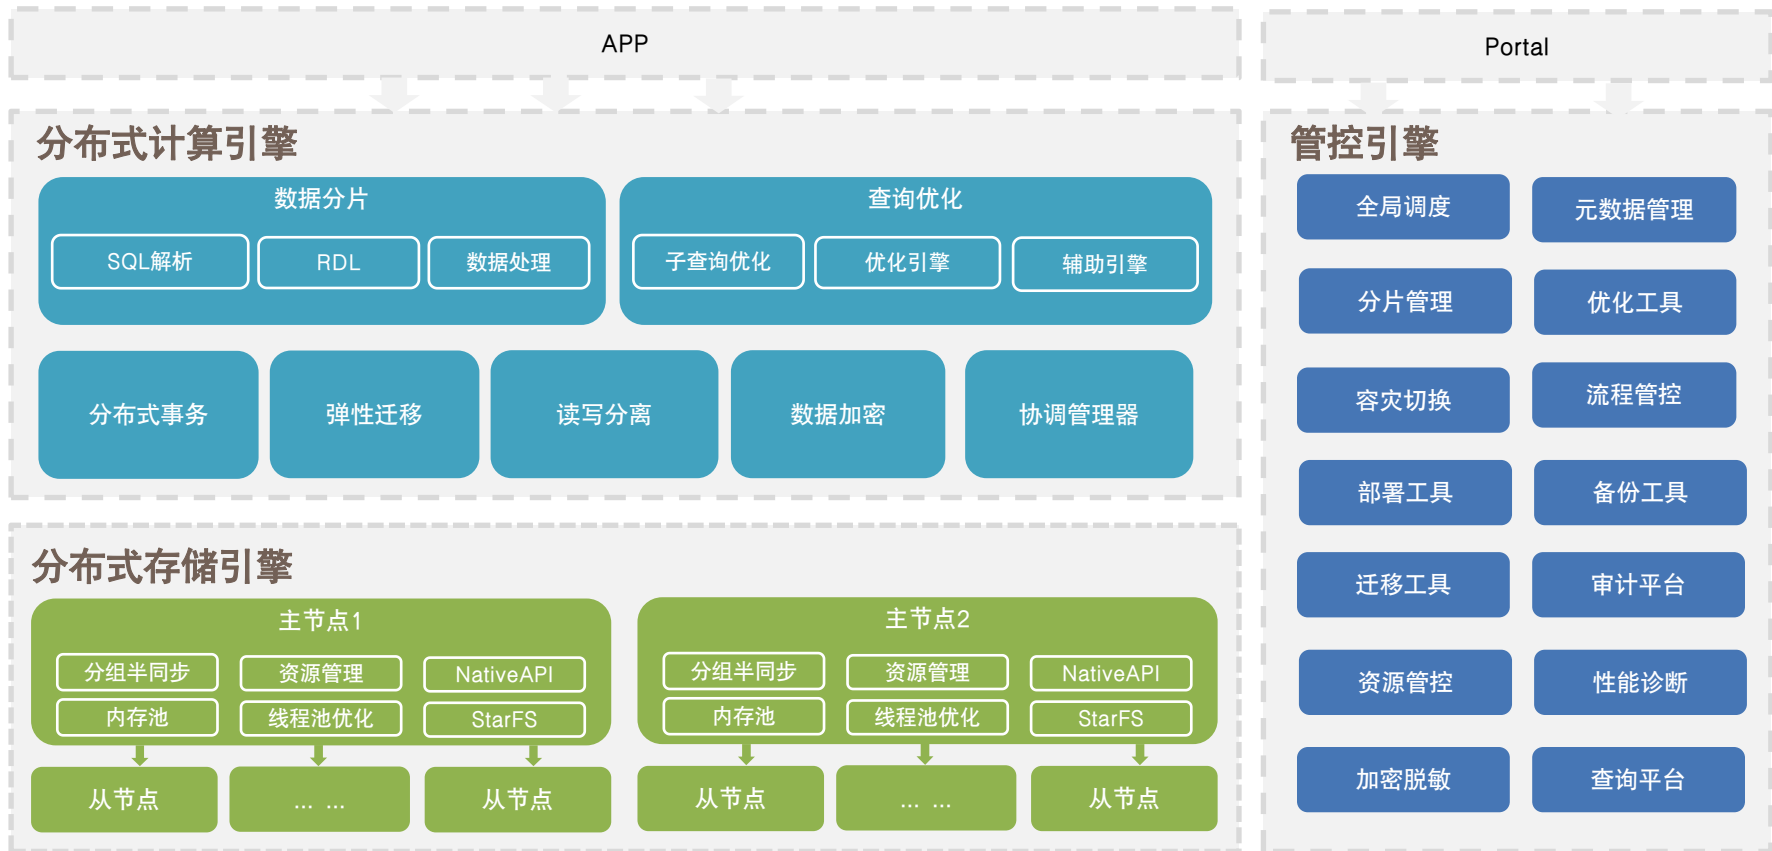 APP
Portal
分布式计算引擎
数据分片
SQL解析
RDL
数据处理
查询优化
子查询优化
优化引擎
辅助引擎
分布式事务
弹性迁移
读写分离
数据加密
协调管理器
分布式存储引擎
主节点1
分组半同步
资源管理
NativeAPI
内存池
线程池优化
StarFS
从节点
... ...
从节点
主节点2
分组半同步
资源管理
NativeAPI
内存池
线程池优化
StarFS
从节点
... ...
从节点
管控引擎
全局调度
元数据管理
分片管理
优化工具
容灾切换
流程管控
部署工具
备份工具
迁移工具
审计平台
资源管控
性能诊断
加密脱敏
查询平台